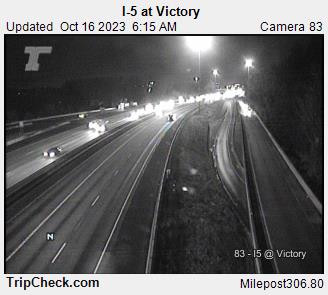 I-5 at Victory
Updated Oct 16 2023 6:15 AM Camera 83
T
N
83 - I5 @ Victory
TripCheck.com Milepost306.80